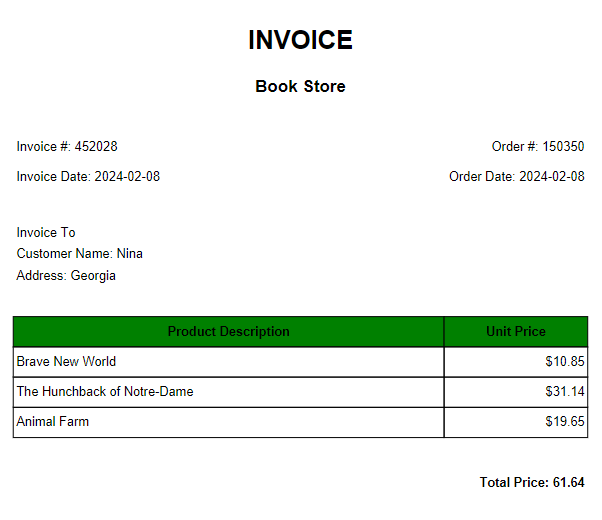 INVOICE
Book Store
Invoice #: 452028 Order #: 150350
Invoice Date: 2024-02-08 Order Date: 2024-02-08
Invoice To
Customer Name: Nina
Address: Georgia
Product Description Unit Price
Brave New World $10.85
The Hunchback of Notre-Dame $31.14
Animal Farm $19.65
Total Price: 61.64